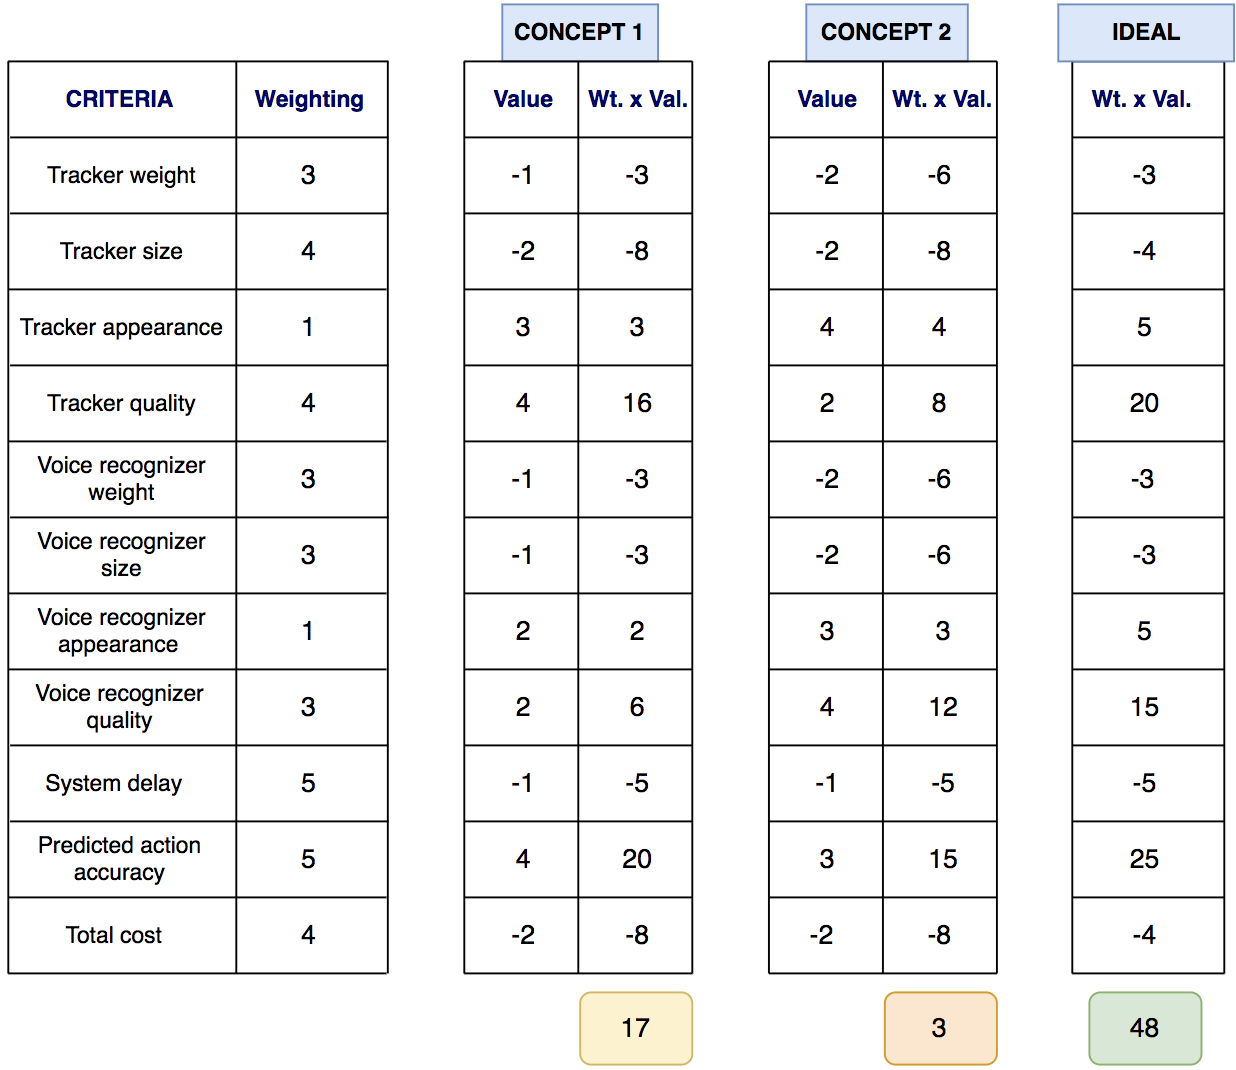 CONCEPT 1 CONCEPT 2 IDEAL
CRITERIA Weighting Value Wt. x Val. Value Wt. x Val. Wt. x Val.
Tracker weight 3 -1 -3 -2 -6 -3
Tracker size 4 -2 -8 -2 -8 -4
Tracker appearance 1 3 3 4 4 5
Tracker quality 4 4 16 2 8 20
Voice recognizer
weight 3 -1 -3 -2 -6 -3
Voice recognizer
size 3 -1 -3 -2 -6 -3
Voice recognizer
appearance 1 2 2 3 3 5
Voice recognizer
quality 3 2 6 4 12 15
System delay 5 -1 -5 -1 -5 -5
Predicted action
accuracy 5 4 20 3 15 25
Total cost 4 -2 -8 -2 -8 -4
17 3 48